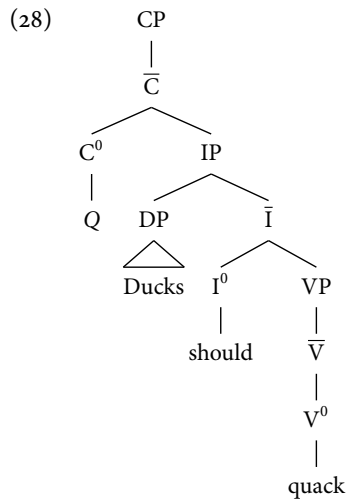 (28) CP
C̅
C⁰ IP
Q DP I̅
Ducks I⁰ VP
should V̅
V⁰
quack